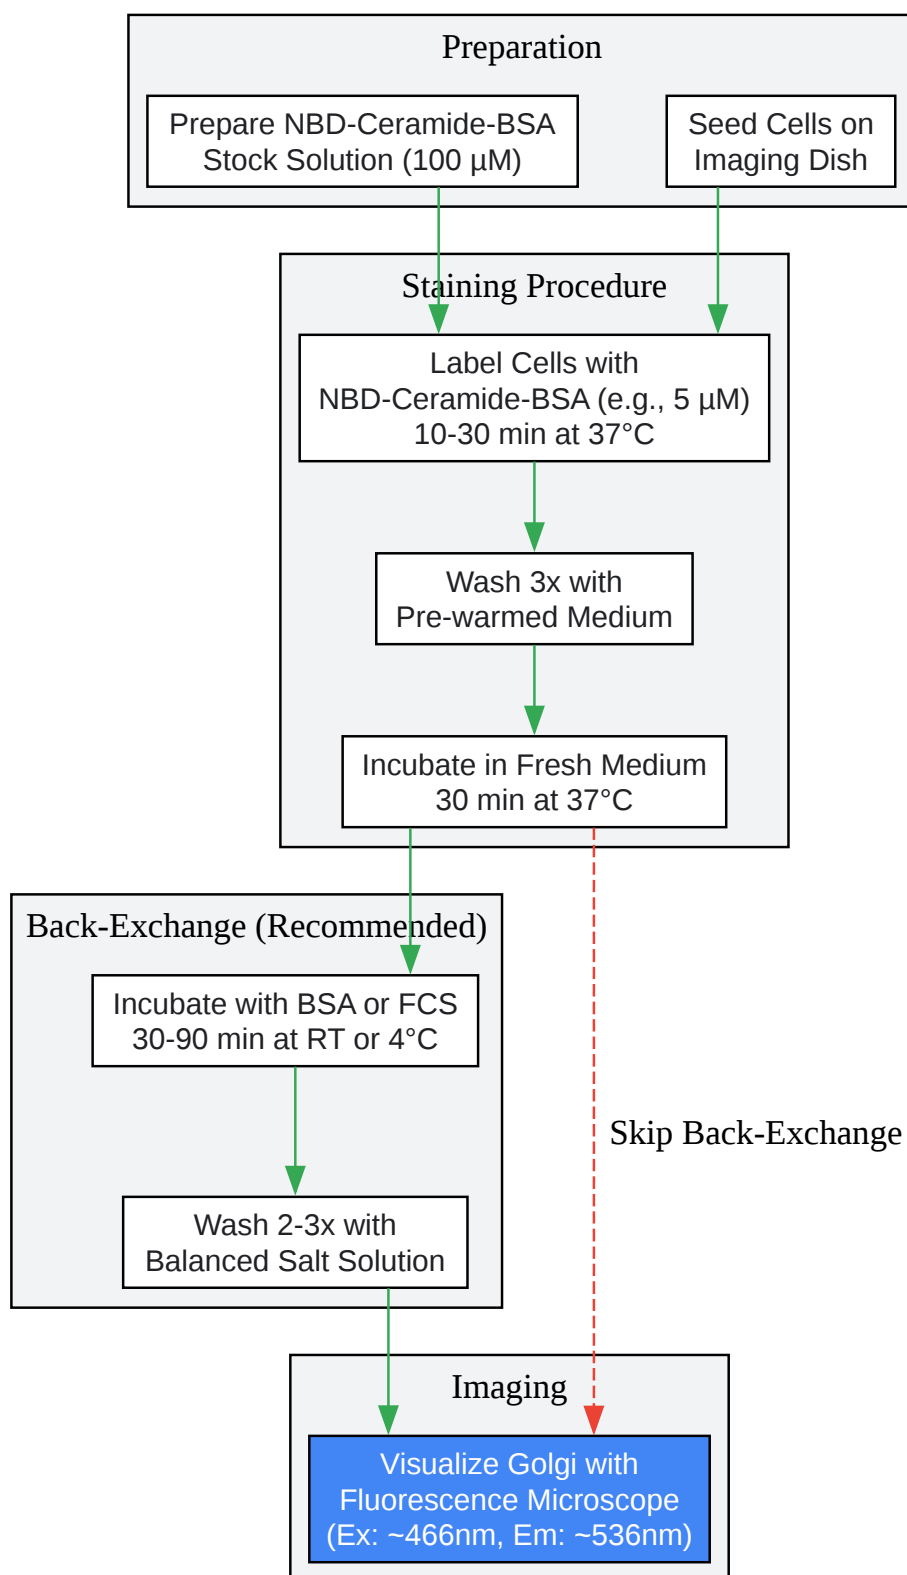 Preparation
Prepare NBD-Ceramide-BSA
Stock Solution (100 µM)
Seed Cells on
Imaging Dish
Staining Procedure
Label Cells with
NBD-Ceramide-BSA (e.g., 5 µM)
10-30 min at 37°C
Wash 3x with
Pre-warmed Medium
Incubate in Fresh Medium
30 min at 37°C
Back-Exchange (Recommended)
Incubate with BSA or FCS
30-90 min at RT or 4°C
Skip Back-Exchange
Wash 2-3x with
Balanced Salt Solution
Imaging
Visualize Golgi with
Fluorescence Microscope
(Ex: ~466nm, Em: ~536nm)